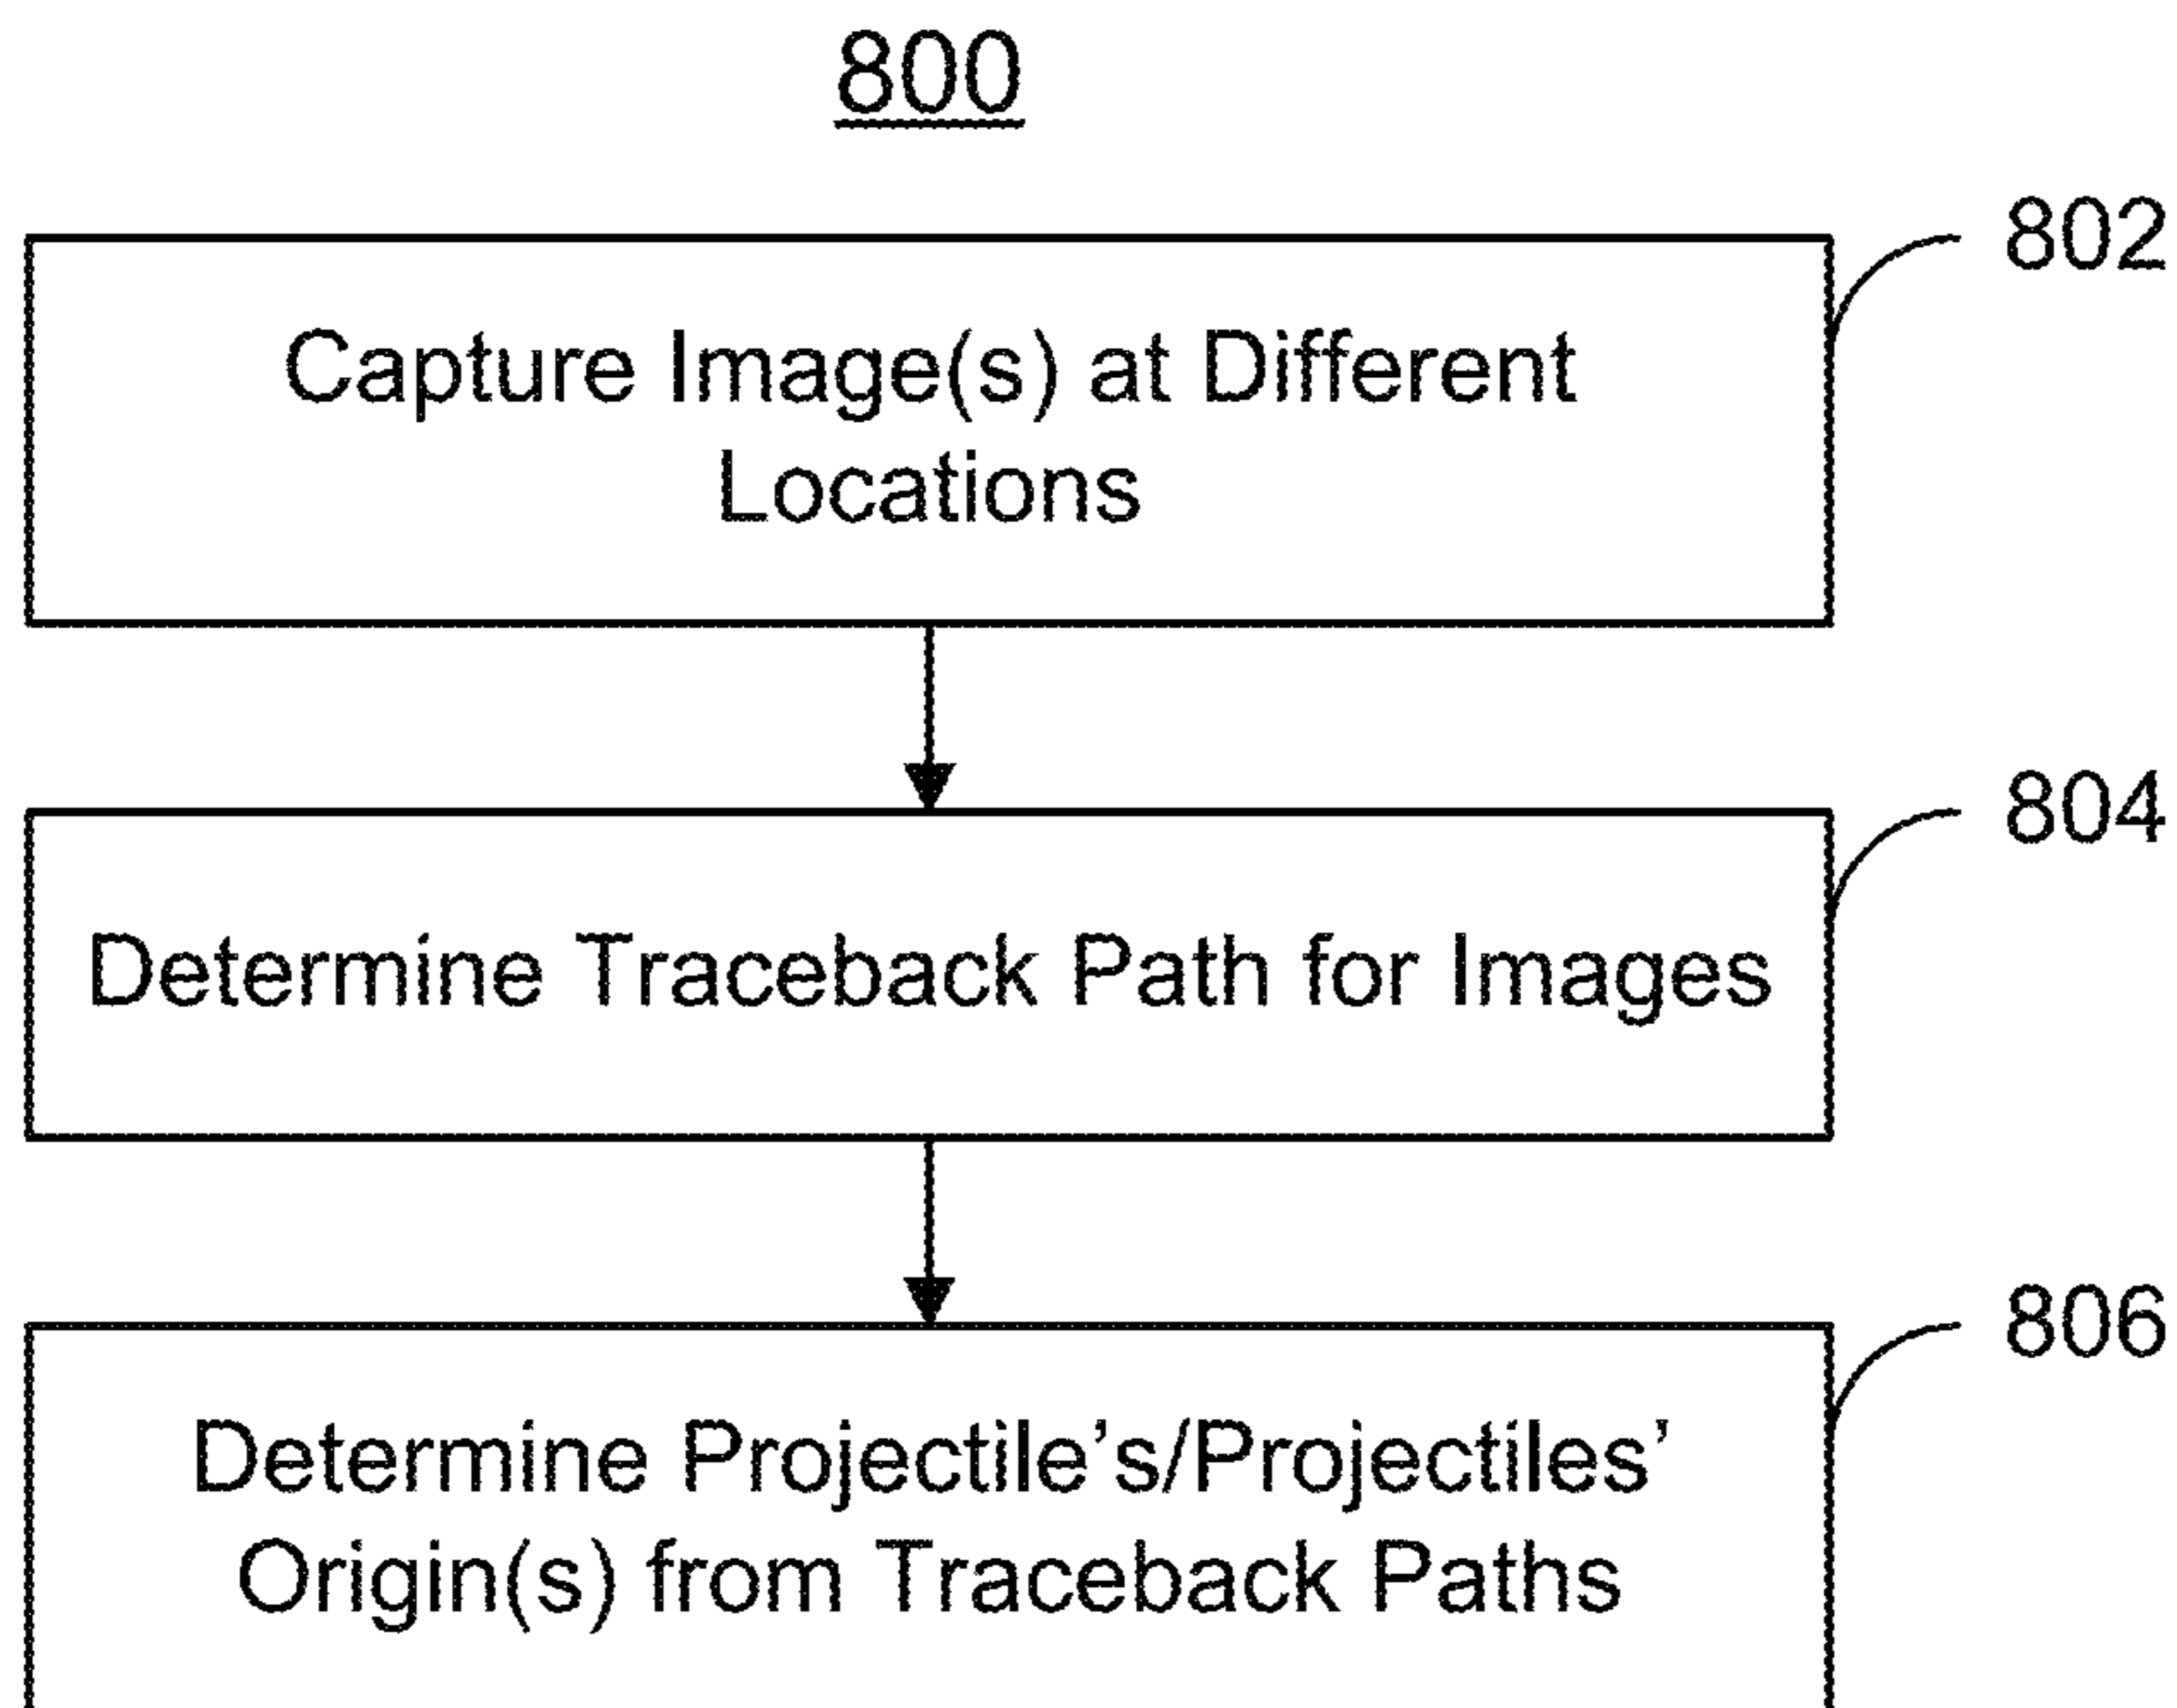 800
802
Capture Image(s) at Different
Locations
804
Determine Traceback Path for Images
806
Determine Projectile’s/Projectiles’
Origin(s) from Traceback Paths